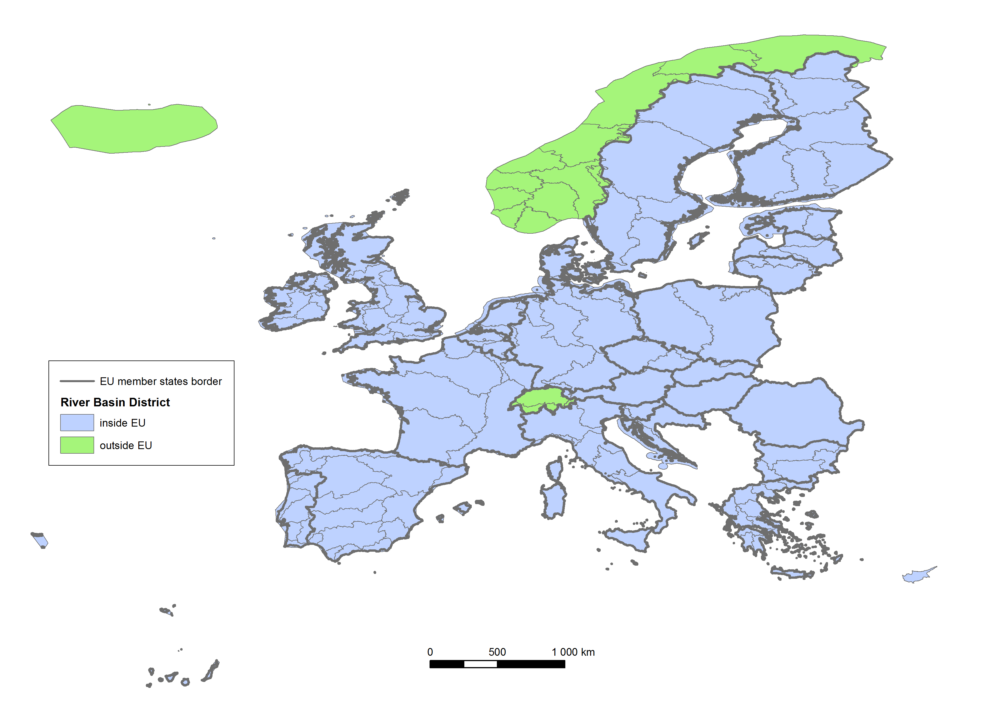 EU member states border
River Basin District
inside EU
outside EU
0 500 1 000 km